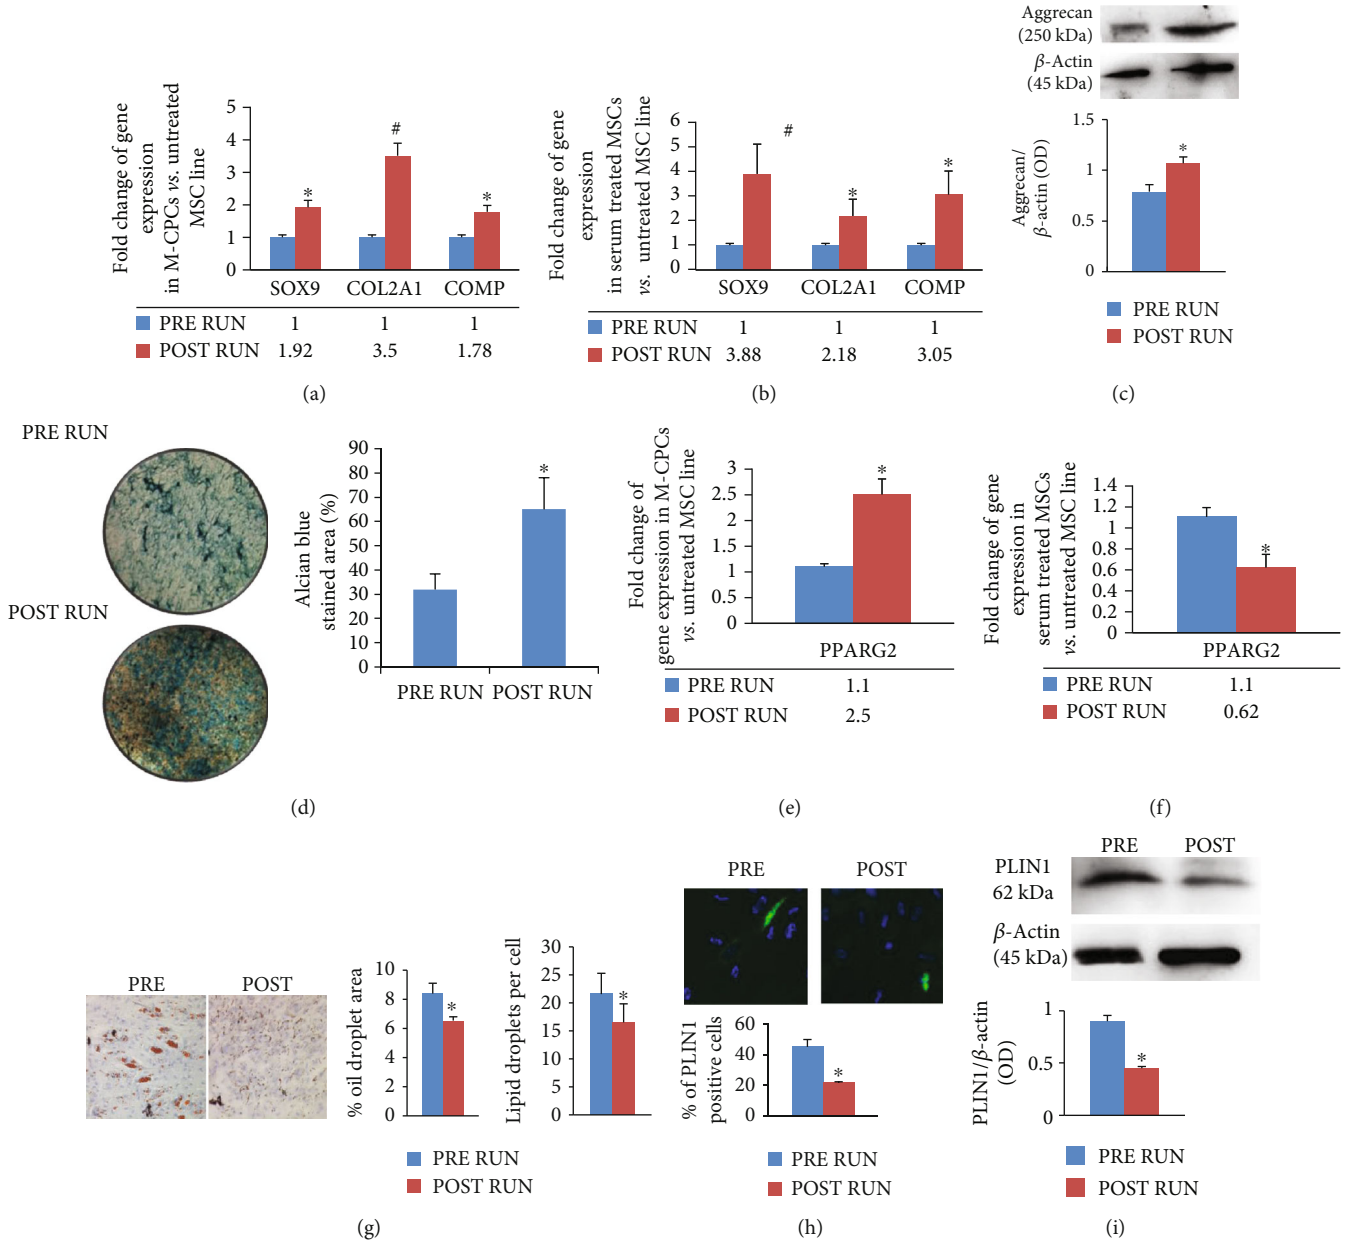 Fold change of gene
expression
in M-CPCs vs. untreated
MSC line
5
4
3
2
1
0
*
#
*
SOX9 COL2A1 COMP
PRE RUN 1 1 1
POST RUN 1.92 3.5 1.78
(a)
Fold change of gene
expression
in serum treated MSCs
vs. untreated MSC line
6
5
4
3
2
1
0
#
*
*
SOX9 COL2A1 COMP
PRE RUN 1 1 1
POST RUN 3.88 2.18 3.05
(b)
Aggrecan
(250 kDa)
β-Actin
(45 kDa)
Aggrecan/
β-actin (OD)
1.5
1
0.5
0
*
PRE RUN
POST RUN
(c)
PRE RUN
POST RUN
Alcian blue
stained area (%)
90
80
70
60
50
40
30
20
10
0
*
PRE RUN POST RUN
(d)
Fold change of
gene expression in M-CPCs
vs. untreated MSC line
3
2.5
2
1.5
1
0.5
0
*
PPARG2
PRE RUN 1.1
POST RUN 2.5
(e)
Fold change of gene
expression in
serum treated MSCs
vs. untreated MSC line
1.4
1.2
1
0.8
0.6
0.4
0.2
0
*
PPARG2
PRE RUN 1.1
POST RUN 0.62
(f)
PRE POST
% oil droplet area
10
8
6
4
2
0
*
Lipid droplets per cell
30
25
20
15
10
5
0
*
PRE RUN
POST RUN
(g)
PRE POST
% of PLIN1
positive cells
60
40
20
0
*
PRE RUN
POST RUN
(h)
PRE POST
PLIN1
62 kDa
β-Actin
(45 kDa)
PLIN1/β-actin
(OD)
1
0.5
0
*
PRE RUN
POST RUN
(i)